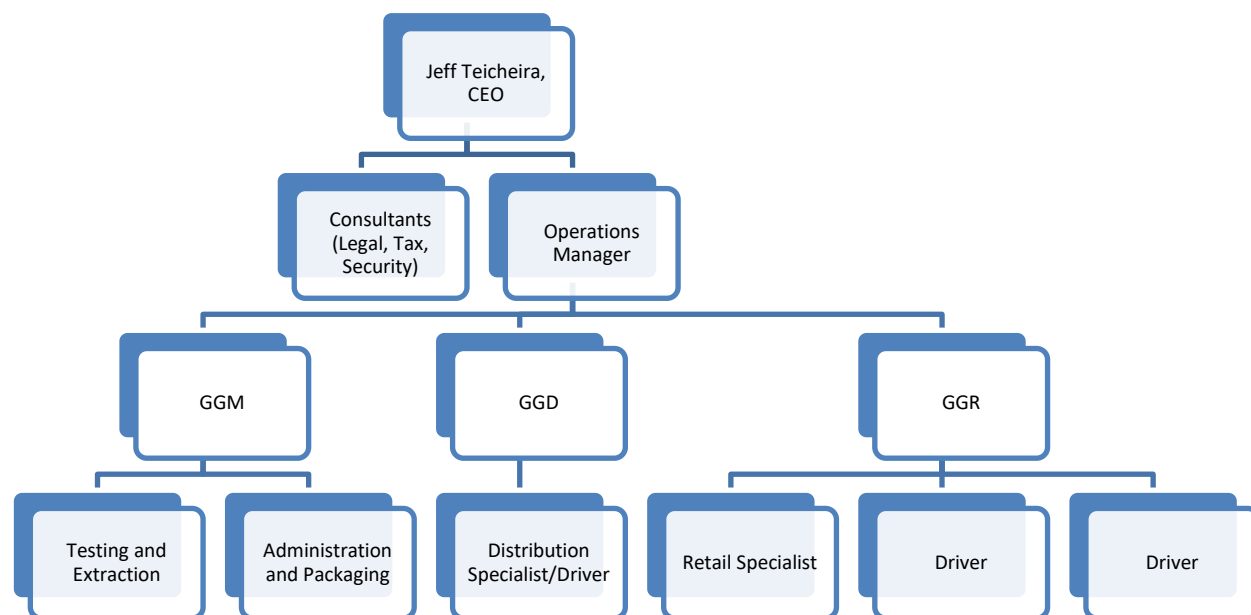 Jeff Teicheira,
CEO
Consultants
(Legal, Tax,
Security)
Operations
Manager
GGM
GGD
GGR
Testing and
Extraction
Administration
and Packaging
Distribution
Specialist/Driver
Retail Specialist
Driver
Driver